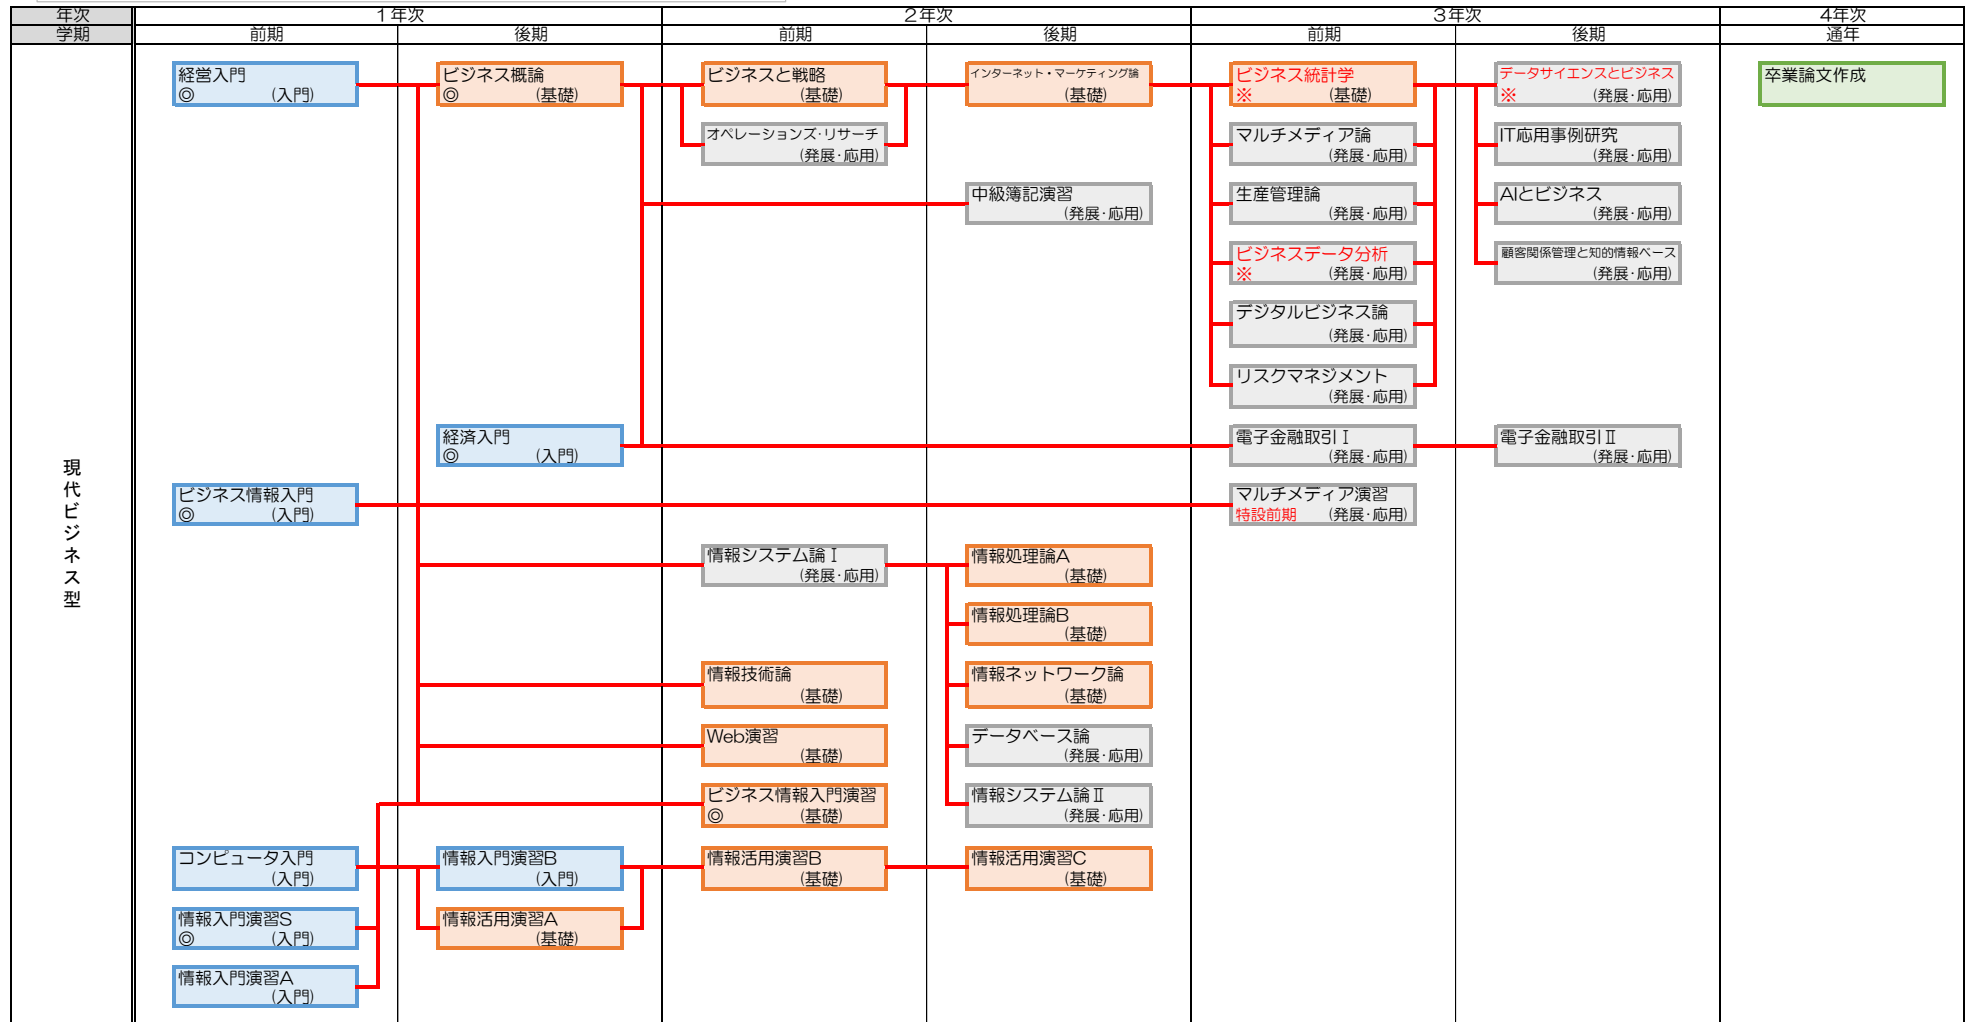 年次 1年次 2年次 3年次 4年次
学期 前期 後期 前期 後期 前期 後期 通年
現代ビジネス型
経営入門
◎ (入門)
ビジネス概論
◎ (基礎)
ビジネスと戦略
(基礎)
インターネット・マーケティング論
(基礎)
ビジネス統計学
※ (基礎)
データサイエンスとビジネス
※ (発展・応用)
卒業論文作成
オペレーションズ・リサーチ
(発展・応用)
マルチメディア論
(発展・応用)
IT応用事例研究
(発展・応用)
中級簿記演習
(発展・応用)
生産管理論
(発展・応用)
AIとビジネス
(発展・応用)
ビジネスデータ分析
※ (発展・応用)
顧客関係管理と知的情報ベース
(発展・応用)
デジタルビジネス論
(発展・応用)
リスクマネジメント
(発展・応用)
経済入門
◎ (入門)
電子金融取引Ⅰ
(発展・応用)
電子金融取引Ⅱ
(発展・応用)
ビジネス情報入門
◎ (入門)
マルチメディア演習
特設前期 (発展・応用)
情報システム論Ⅰ
(発展・応用)
情報処理論A
(基礎)
情報処理論B
(基礎)
情報技術論
(基礎)
情報ネットワーク論
(基礎)
Web演習
(基礎)
データベース論
(発展・応用)
ビジネス情報入門演習
◎ (基礎)
情報システム論Ⅱ
(発展・応用)
コンピュータ入門
(入門)
情報入門演習B
(入門)
情報活用演習B
(基礎)
情報活用演習C
(基礎)
情報入門演習S
◎ (入門)
情報活用演習A
(基礎)
情報入門演習A
(入門)